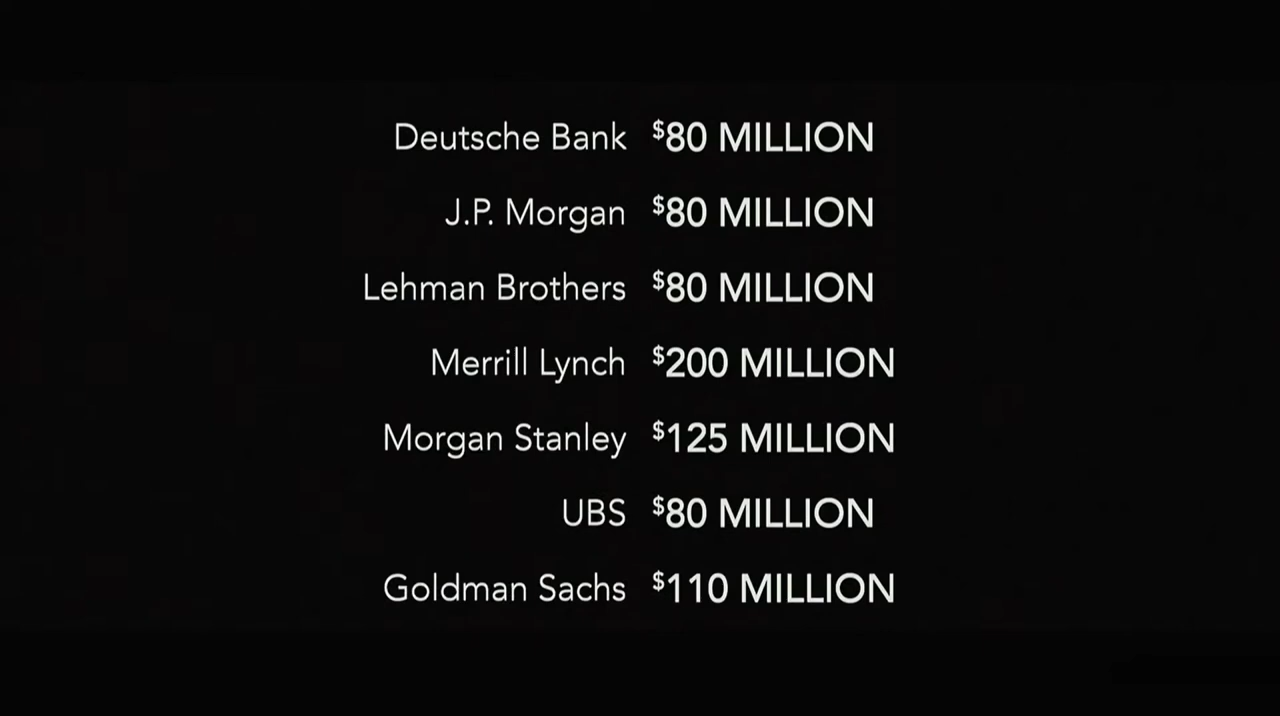 Deutsche Bank $80 MILLION
J.P. Morgan $80 MILLION
Lehman Brothers $80 MILLION
Merrill Lynch $200 MILLION
Morgan Stanley $125 MILLION
UBS $80 MILLION
Goldman Sachs $110 MILLION